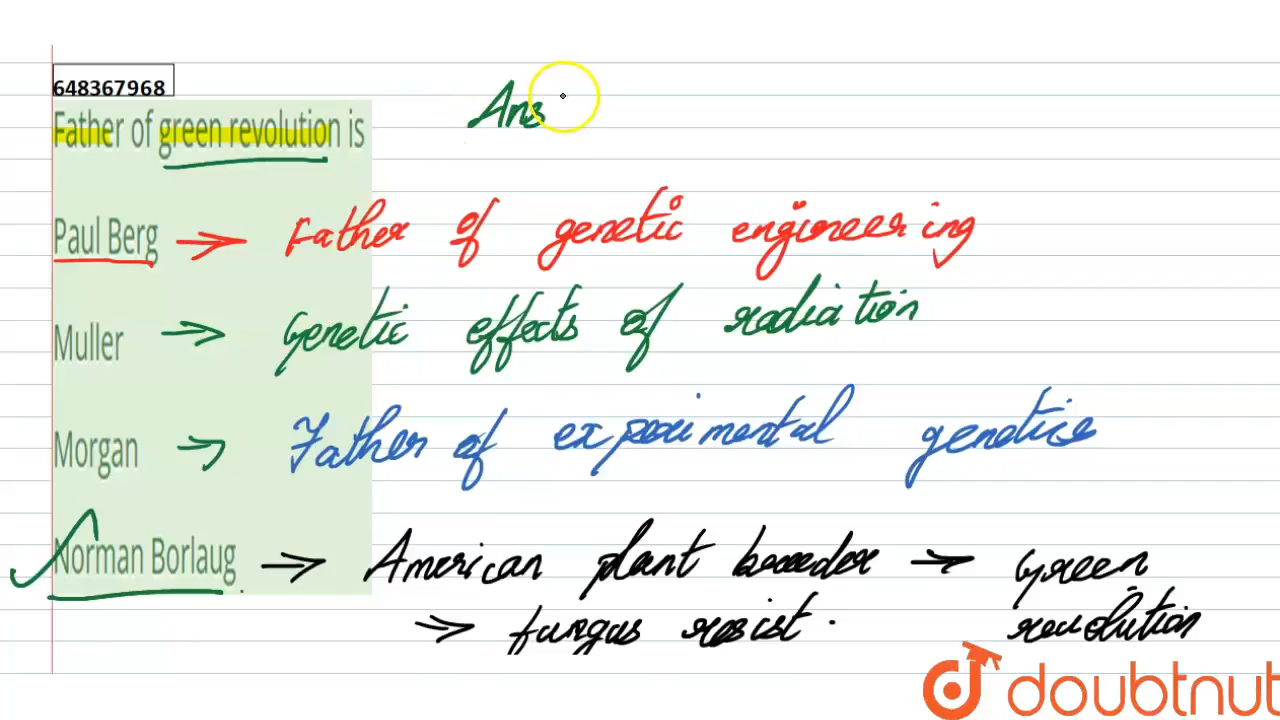 648367968
Father of green revolution is
Ans
Paul Berg → Father of genetic engineering
Muller → Genetic effects of radiation
Morgan → Father of experimental genetics
Norman Borlaug → American plant breeder → Green
→ fungus resist. revolution
doubtnut